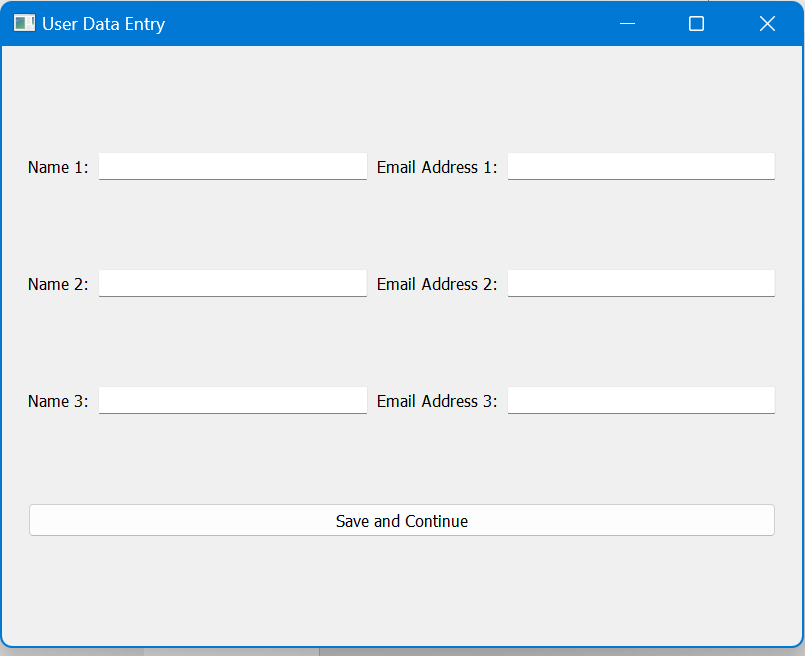 User Data Entry
Name 1: Email Address 1:
Name 2: Email Address 2:
Name 3: Email Address 3:
Save and Continue